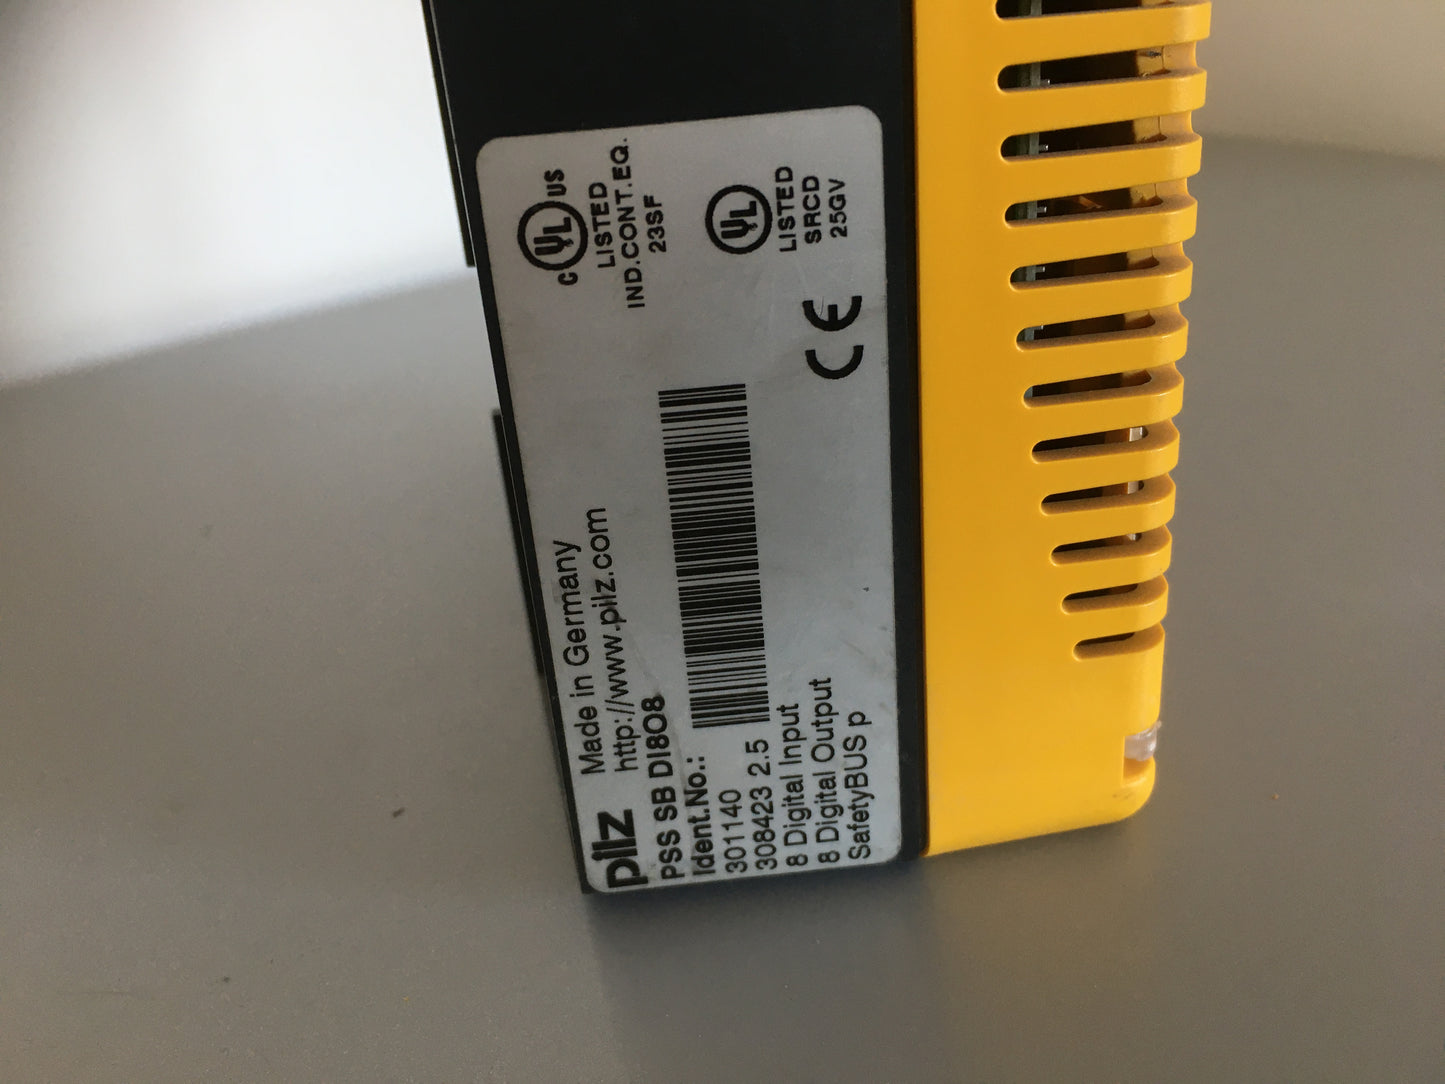 pilz
Made in Germany
http://www.pilz.com
PSS SB DI8O8
Ident.No.:
301140
308423 2.5
8 Digital Input
8 Digital Output
SafetyBUS p
C UL US
LISTED
IND.CONT.EQ.
23SF
UL
LISTED
SRCD
25GV
CE